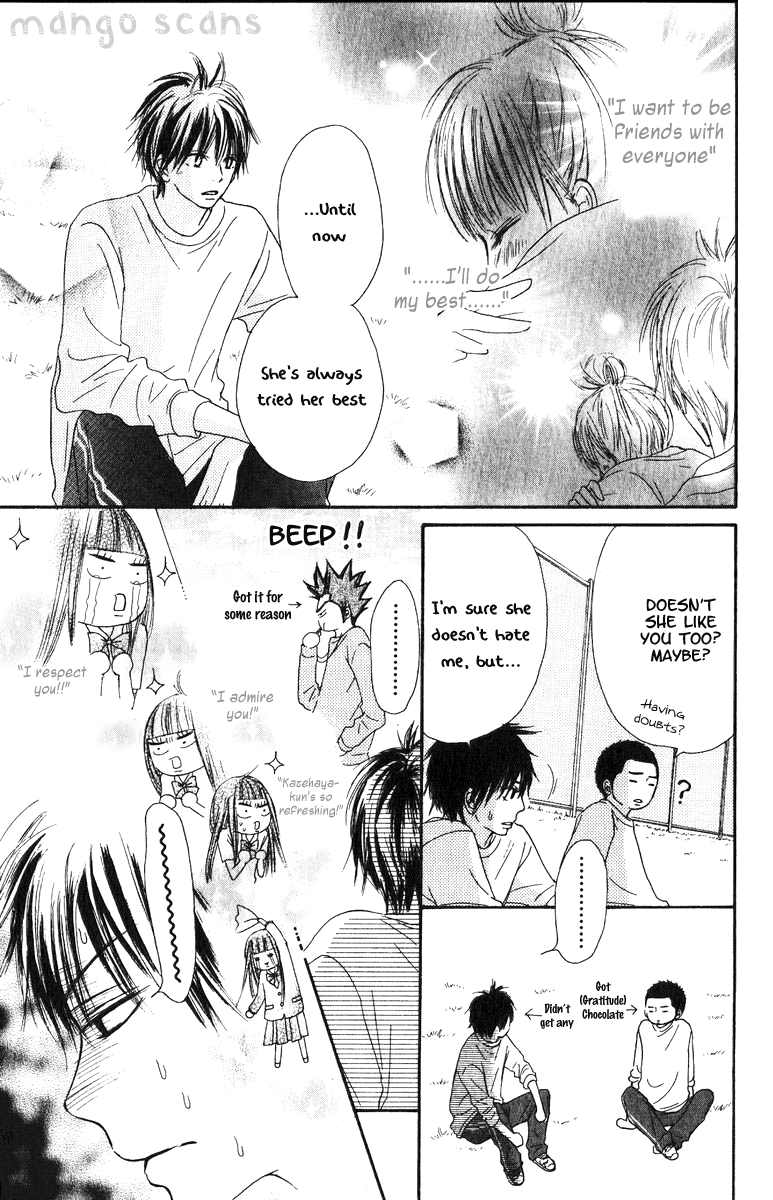 mango scans
"I want to be
friends with
everyone"
...Until
now
"......I'll do
my best......"
She's always
tried her best
DOESN'T
SHE LIKE
YOU TOO?
MAYBE?
Having
doubts?
I'm sure she
doesn't hate
me, but...
?
BEEP!!
Got it for
some reason
"I respect
you!!"
"I admire
you!"
"Kazehaya-
kun's so
refreshing!"
Got
(Gratitude)
Chocolate
Didn't
get any